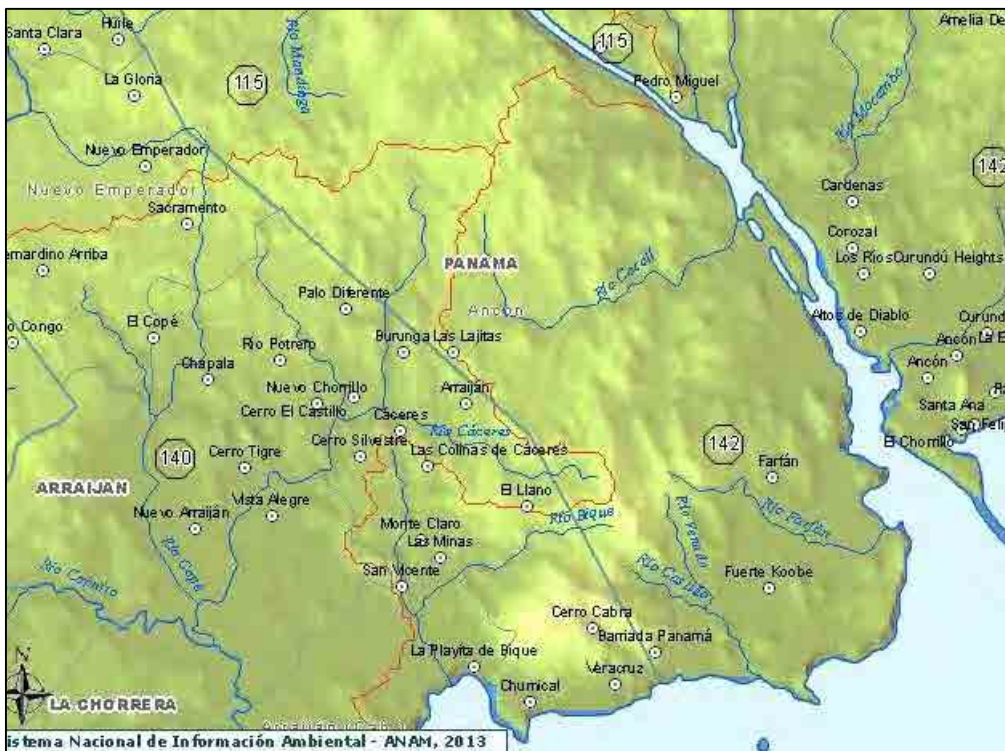 Huile
Santa Clara
115
Amelia De
La Gloria
115
Río Mandinga
Pedro Miguel
Río Mocambo
Nuevo Emperador
142
Nuevo Emperador
Cardenas
Sacramento
Corozal
ernardino Arriba
PANAMA
Los Ríos
Curundú Heights
Río Cocolí
Palo Diferente
Ancón
El Copé
Altos de Diablo
Curund
o Congo
Río Potrero
Burunga
Las Lajitas
Ancón
La E
Chapala
Ancón
Nuevo Chorrillo
Arraiján
Cerro El Castillo
Santa Ana
Cáceres
Río Cáceres
San Felip
Cerro Silvestre
El Chorrillo
140
Cerro Tigre
Las Colinas de Cáceres
142
Farfán
ARRAIJAN
El Llano
Vista Alegre
Nuevo Arraiján
Río Bique
Río Venado
Río Farfán
Monte Claro
Las Minas
Río Copé
San Vicente
Fuerte Koobe
Cerro Cabra
Barriada Panamá
N
La Playita de Bique
Veracruz
LA CHORRERA
Chumical
istema Nacional de Información Ambiental - ANAM, 2013